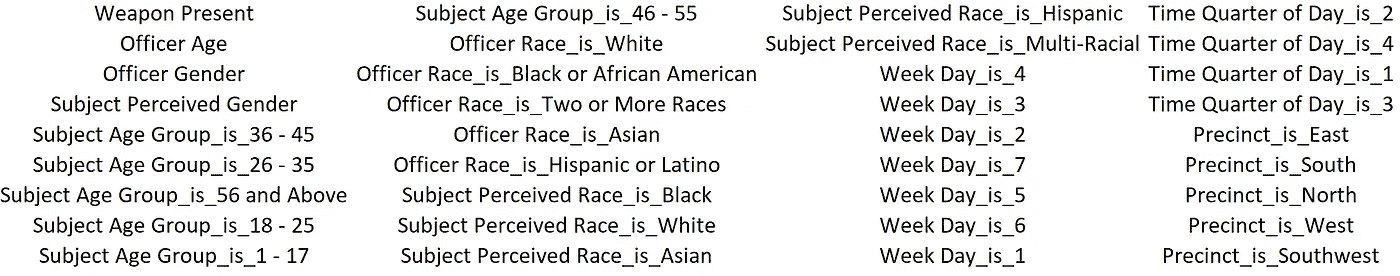 Weapon Present Subject Age Group_is_46 - 55 Subject Perceived Race_is_Hispanic Time Quarter of Day_is_2
Officer Age Officer Race_is_White Subject Perceived Race_is_Multi-Racial Time Quarter of Day_is_4
Officer Gender Officer Race_is_Black or African American Week Day_is_4 Time Quarter of Day_is_1
Subject Perceived Gender Officer Race_is_Two or More Races Week Day_is_3 Time Quarter of Day_is_3
Subject Age Group_is_36 - 45 Officer Race_is_Asian Week Day_is_2 Precinct_is_East
Subject Age Group_is_26 - 35 Officer Race_is_Hispanic or Latino Week Day_is_7 Precinct_is_South
Subject Age Group_is_56 and Above Subject Perceived Race_is_Black Week Day_is_5 Precinct_is_North
Subject Age Group_is_18 - 25 Subject Perceived Race_is_White Week Day_is_6 Precinct_is_West
Subject Age Group_is_1 - 17 Subject Perceived Race_is_Asian Week Day_is_1 Precinct_is_Southwest